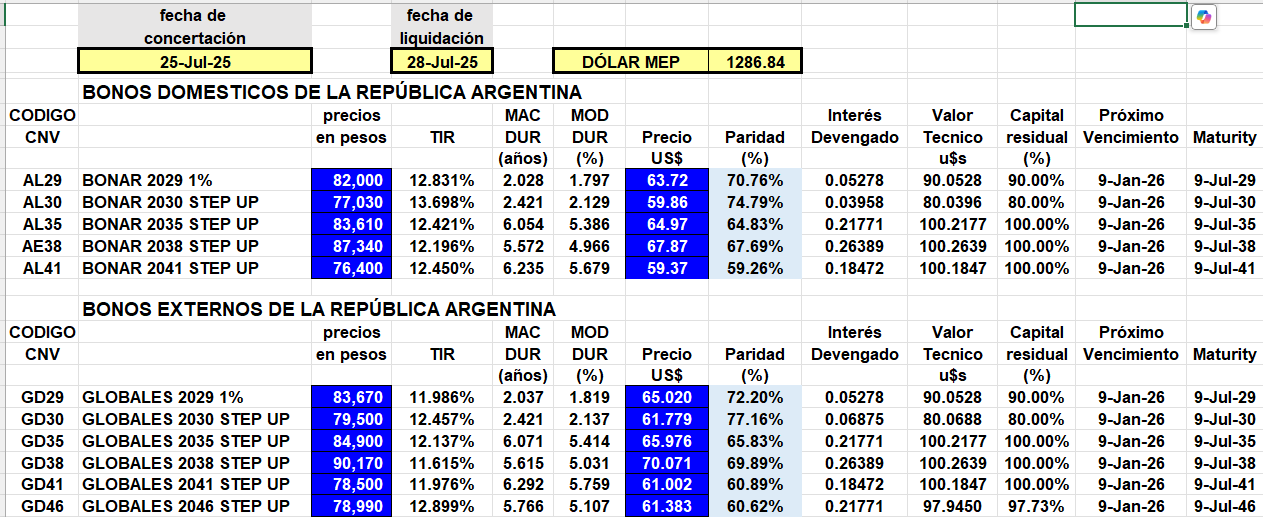 fecha de fecha de
concertación liquidación
25-Jul-25 28-Jul-25 DÓLAR MEP 1286.84
BONOS DOMESTICOS DE LA REPÚBLICA ARGENTINA
CODIGO precios MAC MOD Interés Valor Capital Próximo
CNV en pesos TIR DUR DUR Precio Paridad Devengado Tecnico residual Vencimiento Maturity
(años) (%) US$ (%) u$s (%)
AL29 BONAR 2029 1% 82,000 12.831% 2.028 1.797 63.72 70.76% 0.05278 90.0528 90.00% 9-Jan-26 9-Jul-29
AL30 BONAR 2030 STEP UP 77,030 13.698% 2.421 2.129 59.86 74.79% 0.03958 80.0396 80.00% 9-Jan-26 9-Jul-30
AL35 BONAR 2035 STEP UP 83,610 12.421% 6.054 5.386 64.97 64.83% 0.21771 100.2177 100.00% 9-Jan-26 9-Jul-35
AE38 BONAR 2038 STEP UP 87,340 12.196% 5.572 4.966 67.87 67.69% 0.26389 100.2639 100.00% 9-Jan-26 9-Jul-38
AL41 BONAR 2041 STEP UP 76,400 12.450% 6.235 5.679 59.37 59.26% 0.18472 100.1847 100.00% 9-Jan-26 9-Jul-41
BONOS EXTERNOS DE LA REPÚBLICA ARGENTINA
CODIGO precios MAC MOD Interés Valor Capital Próximo
CNV en pesos TIR DUR DUR Precio Paridad Devengado Tecnico residual Vencimiento Maturity
(años) (%) US$ (%) u$s (%)
GD29 GLOBALES 2029 1% 83,670 11.986% 2.037 1.819 65.020 72.20% 0.05278 90.0528 90.00% 9-Jan-26 9-Jul-29
GD30 GLOBALES 2030 STEP UP 79,500 12.457% 2.421 2.137 61.779 77.16% 0.06875 80.0688 80.00% 9-Jan-26 9-Jul-30
GD35 GLOBALES 2035 STEP UP 84,900 12.137% 6.071 5.414 65.976 65.83% 0.21771 100.2177 100.00% 9-Jan-26 9-Jul-35
GD38 GLOBALES 2038 STEP UP 90,170 11.615% 5.615 5.031 70.071 69.89% 0.26389 100.2639 100.00% 9-Jan-26 9-Jul-38
GD41 GLOBALES 2041 STEP UP 78,500 11.976% 6.292 5.759 61.002 60.89% 0.18472 100.1847 100.00% 9-Jan-26 9-Jul-41
GD46 GLOBALES 2046 STEP UP 78,990 12.899% 5.766 5.107 61.383 60.62% 0.21771 97.9450 97.73% 9-Jan-26 9-Jul-46